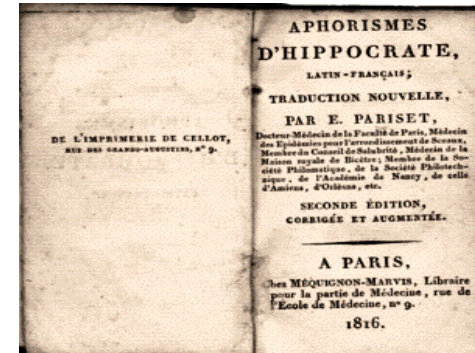 DE L'IMPRIMERIE DE CELLOT,
RUE DES GRANDS-AUGUSTINS, Nº 9.
APHORISMES
D'HIPPOCRATE,
LATIN-FRANÇAIS;
TRADUCTION NOUVELLE,
PAR E. PARISET,
Docteur-Médecin de la Faculté de Paris, Médecin
des Epidémies pour l'arrondissement de Sceaux,
Membre du Conseil de Salubrité, Médecin de la
Maison royale de Bicêtre; Membre de la So-
ciété Philomatique, de la Société Philotech-
nique, de l'Académie de Nancy, de celle
d'Amiens, d'Orléans, etc.
SECONDE ÉDITION,
CORRIGÉE ET AUGMENTÉE.
A PARIS,
Chez MÉQUIGNON-MARVIS, Libraire
pour la partie de Médecine, rue de
l'École de Médecine, nº 9.
1816.